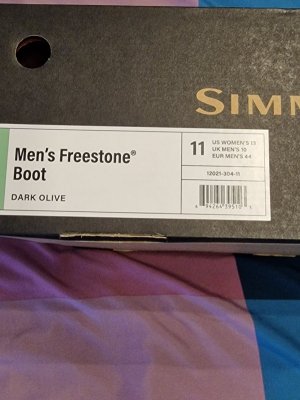 SIMM
Men's Freestone®
Boot
DARK OLIVE
11
US WOMEN'S 13
UK MEN'S 10
EUR MEN'S 44
12021-304-11